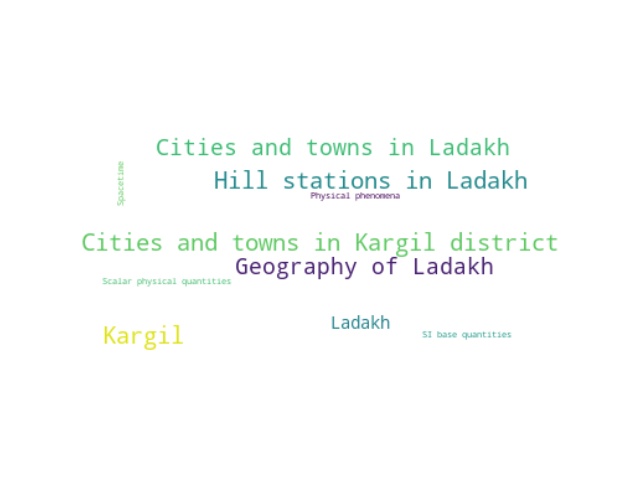 Cities and towns in Ladakh
Spacetime
Hill stations in Ladakh
Physical phenomena
Cities and towns in Kargil district
Geography of Ladakh
Scalar physical quantities
Ladakh
Kargil
SI base quantities